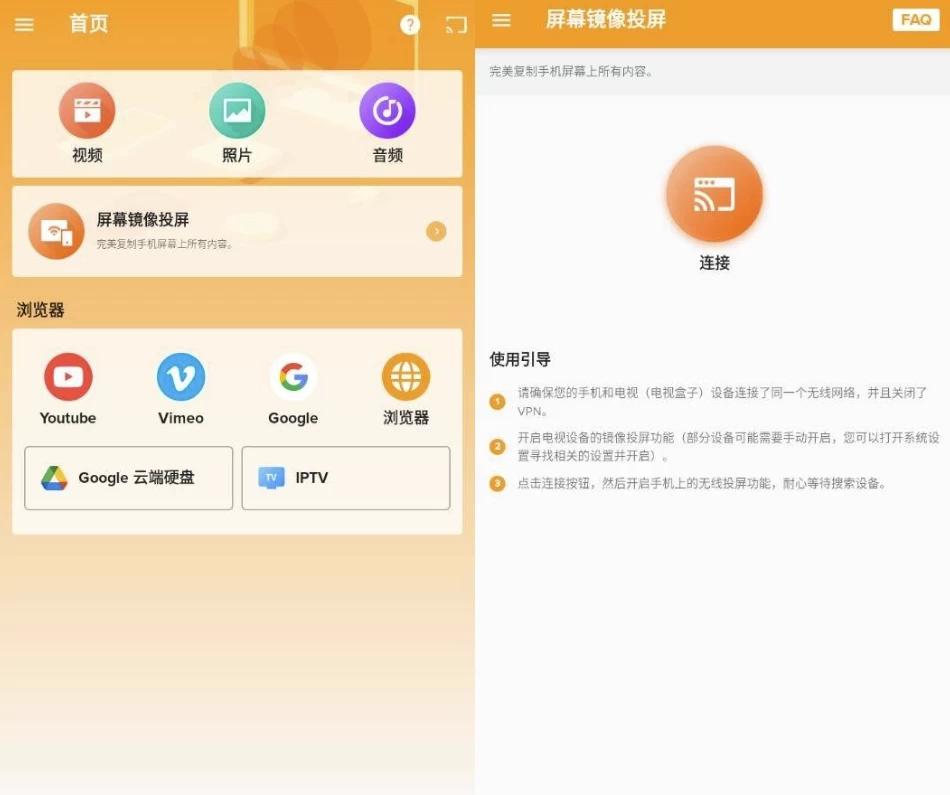 首页
?
视频
照片
音频
屏幕镜像投屏
完美复制手机屏幕上所有内容。
浏览器
Youtube
Vimeo
Google
浏览器
Google 云端硬盘
TV
IPTV
屏幕镜像投屏
FAQ
完美复制手机屏幕上所有内容。
连接
使用引导
1
请确保您的手机和电视（电视盒子）设备连接了同一个无线网络，并且关闭了
VPN。
2
开启电视设备的镜像投屏功能（部分设备可能需要手动开启，您可以打开系统设
置寻找相关的设置并开启）。
3
点击连接按钮，然后开启手机上的无线投屏功能，耐心等待搜索设备。